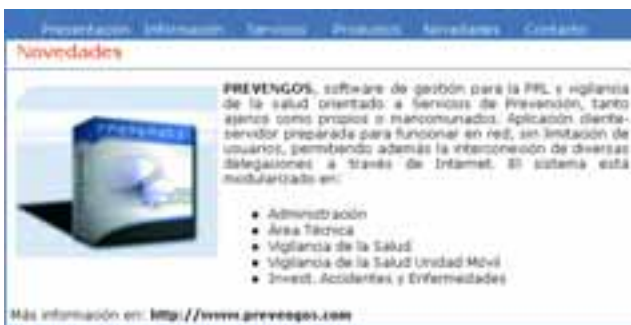 Presentación Información Servicios Productos Novedades Contacto
Novedades
PREVENGOS
PREVENGOS, software de gestión para la PRL y vigilancia
de la salud orientado a Servicios de Prevención, tanto
ajenos como propios o mancomunados. Aplicación cliente-
servidor preparada para funcionar en red, sin limitación de
usuarios, permitiendo además la interconexión de diversas
delegaciones a través de Internet. El sistema está
modularizado en:
• Administración
• Área Técnica
• Vigilancia de la Salud
• Vigilancia de la Salud Unidad Móvil
• Invest. Accidentes y Enfermedades
Más información en: http://www.prevengos.com